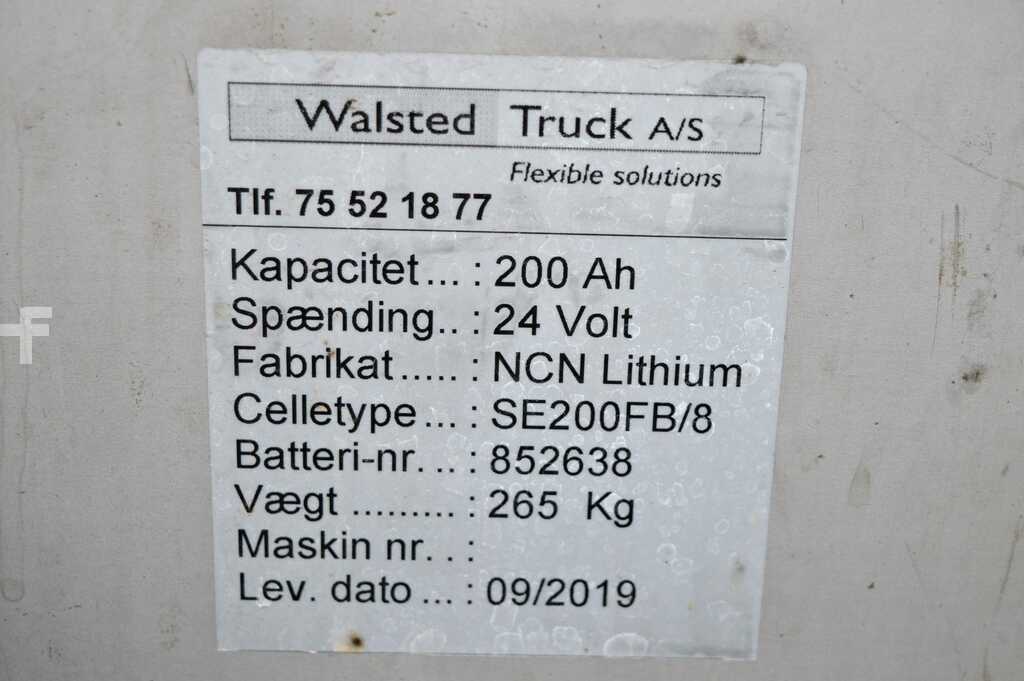 Walsted Truck A/S
Flexible solutions
Tlf. 75 52 18 77
Kapacitet... : 200 Ah
Spænding.. : 24 Volt
Fabrikat..... : NCN Lithium
Celletype... : SE200FB/8
Batteri-nr. .. : 852638
Vægt ......... : 265 Kg
Maskin nr. . :
Lev. dato ... : 09/2019
F